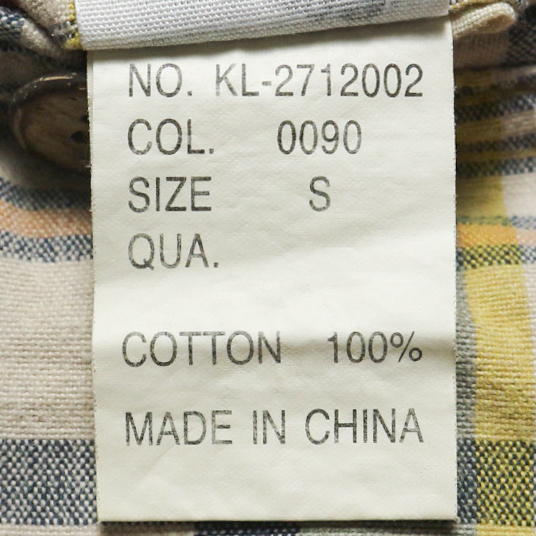 NO. KL-2712002
COL. 0090
SIZE S
QUA.
COTTON 100%
MADE IN CHINA